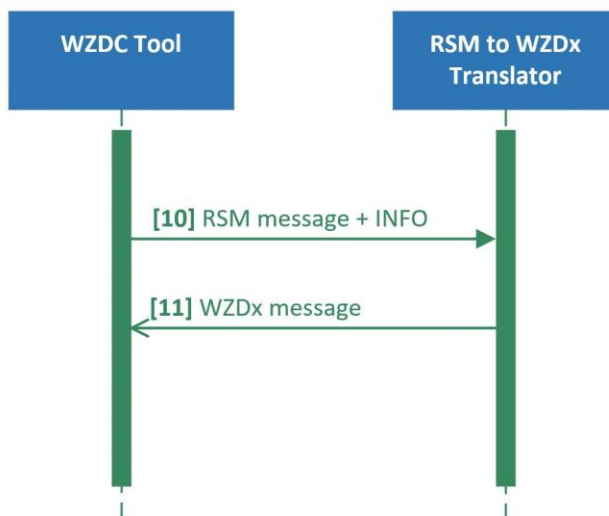 WZDC Tool
RSM to WZDx
Translator
[10] RSM message + INFO
[11] WZDx message